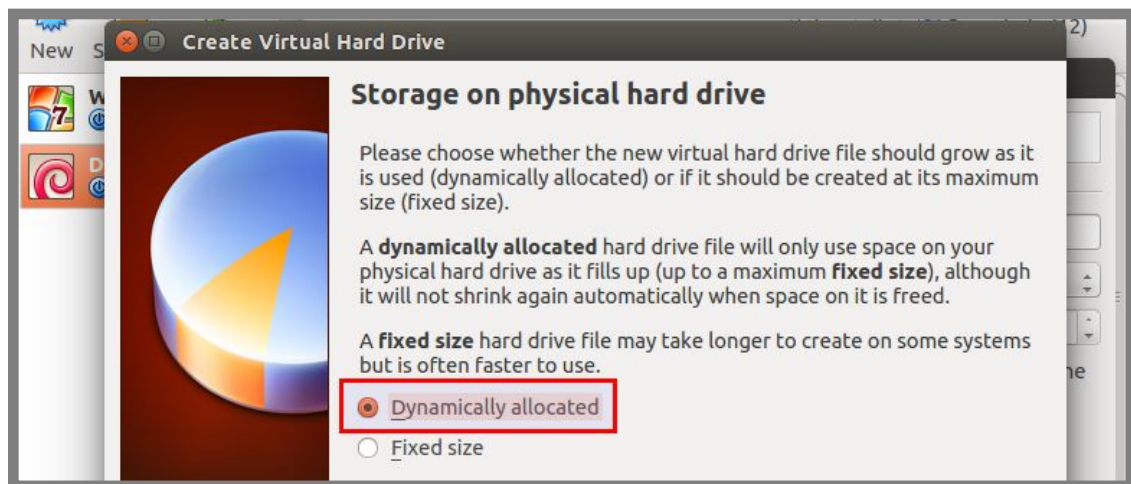 2)
New S
Create Virtual Hard Drive
W
7
D
Storage on physical hard drive
Please choose whether the new virtual hard drive file should grow as it
is used (dynamically allocated) or if it should be created at its maximum
size (fixed size).
A dynamically allocated hard drive file will only use space on your
physical hard drive as it fills up (up to a maximum fixed size), although
it will not shrink again automatically when space on it is freed.
A fixed size hard drive file may take longer to create on some systems
but is often faster to use.
ne
Dynamically allocated
Fixed size